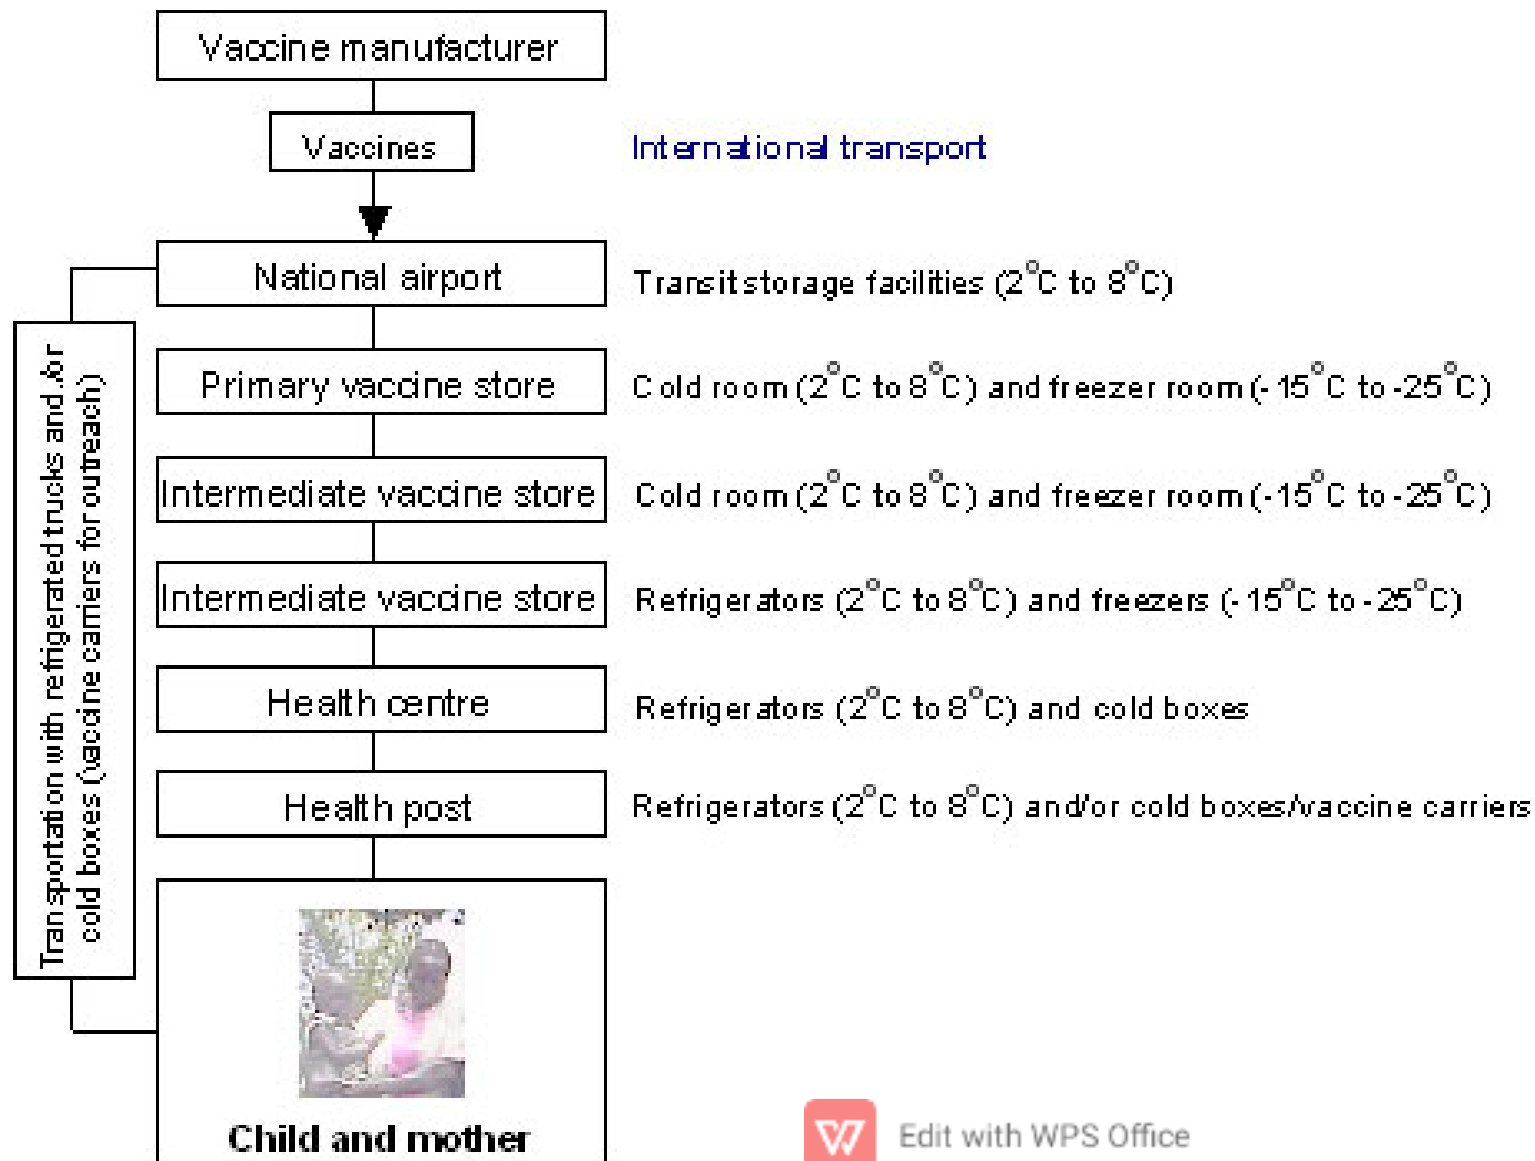 Vaccine manufacturer
Vaccines
International transport
National airport
Transit storage facilities (2°C to 8°C)
Primary vaccine store
Cold room (2°C to 8°C) and freezer room (-15°C to -25°C)
Intermediate vaccine store
Cold room (2°C to 8°C) and freezer room (-15°C to -25°C)
Intermediate vaccine store
Refrigerators (2°C to 8°C) and freezers (-15°C to -25°C)
Health centre
Refrigerators (2°C to 8°C) and cold boxes
Health post
Refrigerators (2°C to 8°C) and/or cold boxes/vaccine carriers
Transportation with refrigerated trucks and/or
cold boxes (vaccine carriers for outreach)
Child and mother
Edit with WPS Office